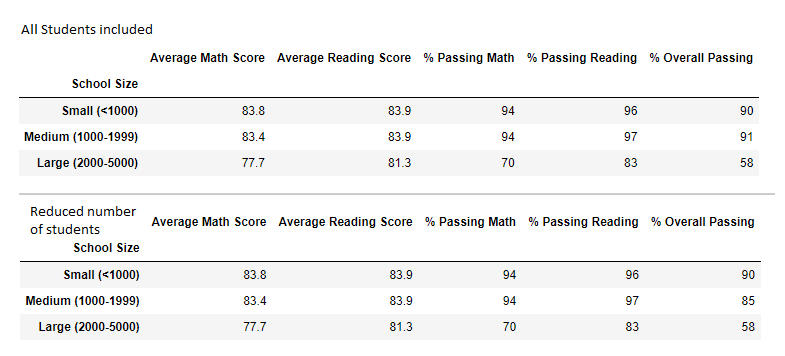 All Students included
Average Math Score Average Reading Score % Passing Math % Passing Reading % Overall Passing
School Size
Small (<1000) 83.8 83.9 94 96 90
Medium (1000-1999) 83.4 83.9 94 97 91
Large (2000-5000) 77.7 81.3 70 83 58
Reduced number
of students
Average Math Score Average Reading Score % Passing Math % Passing Reading % Overall Passing
School Size
Small (<1000) 83.8 83.9 94 96 90
Medium (1000-1999) 83.4 83.9 94 97 85
Large (2000-5000) 77.7 81.3 70 83 58